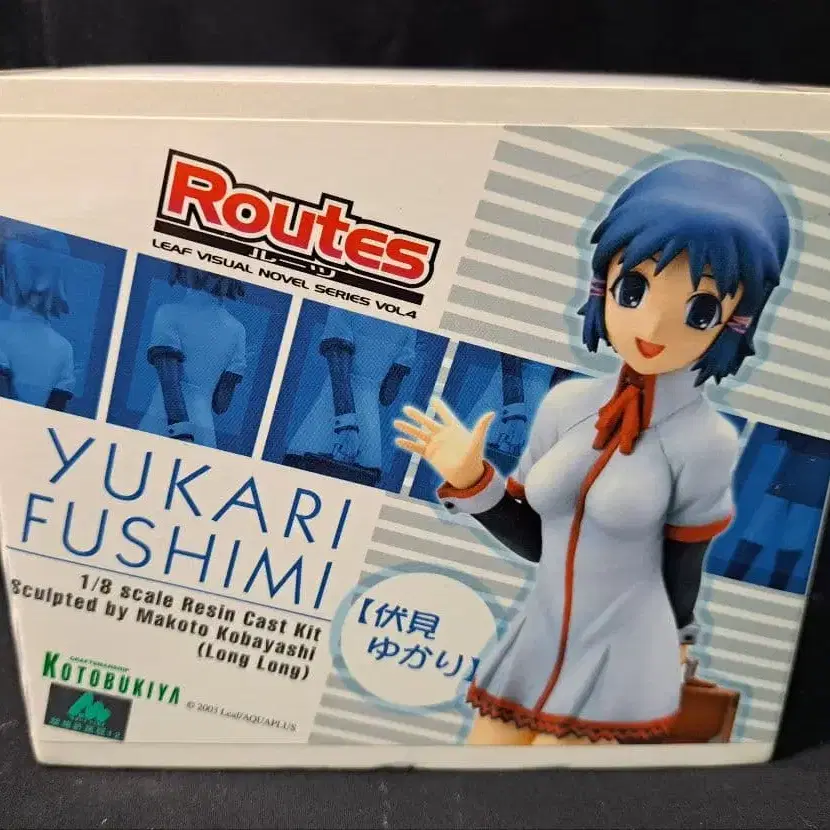 Routes
ルーツ
LEAF VISUAL NOVEL SERIES VOL.4
YUKARI
FUSHIMI
1/8 scale Resin Cast Kit
Sculpted by Makoto Kobayashi
(Long Long)
【伏見
ゆかり】
CRAFTSMANSHIP
KOTOBUKIYA
© 2003 Leaf/AQUAPLUS